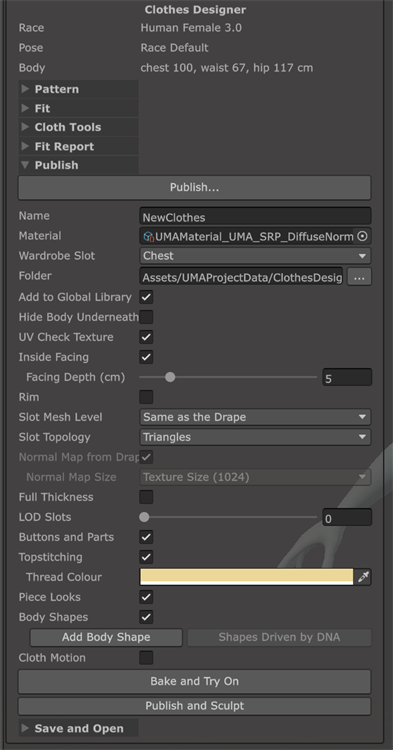 Clothes Designer
Race Human Female 3.0
Pose Race Default
Body chest 100, waist 67, hip 117 cm
Pattern
Fit
Cloth Tools
Fit Report
Publish
Publish...
Name NewClothes
Material UMAMaterial_UMA_SRP_DiffuseNorm
Wardrobe Slot Chest
Folder Assets/UMAProjectData/ClothesDesig ...
Add to Global Library
Hide Body Underneath
UV Check Texture
Inside Facing
Facing Depth (cm) 5
Rim
Slot Mesh Level Same as the Drape
Slot Topology Triangles
Normal Map from Drap
Normal Map Size Texture Size (1024)
Full Thickness
LOD Slots 0
Buttons and Parts
Topstitching
Thread Colour
Piece Looks
Body Shapes
Add Body Shape Shapes Driven by DNA
Cloth Motion
Bake and Try On
Publish and Sculpt
Save and Open